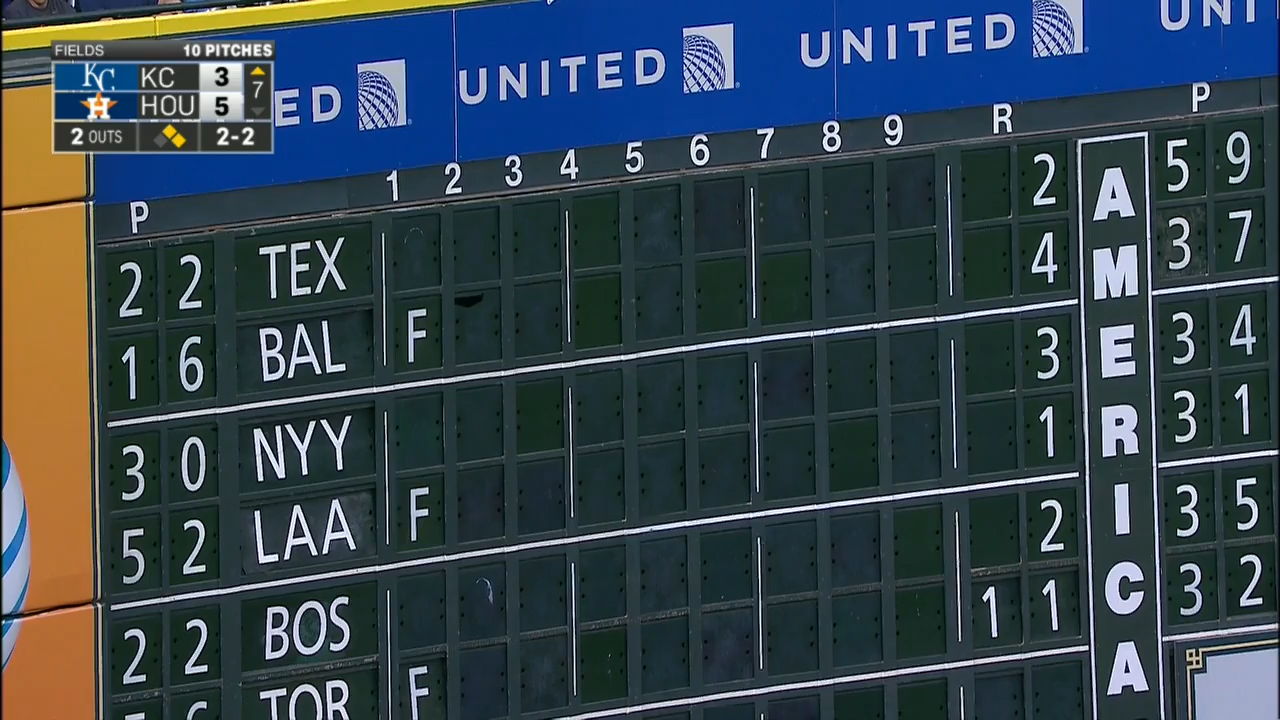 FIELDS 10 PITCHES
KC KC 3
HOU 5
7
2 OUTS 2-2
ED UNITED UNITED UNI
P 1 2 3 4 5 6 7 8 9 R P
2 2 TEX 2 5 9
1 6 BAL F 4 3 7
3 0 NYY 3 3 4
5 2 LAA F 1 3 1
2 2 BOS 2 3 5
TOR F 1 1 3 2
AMERICA